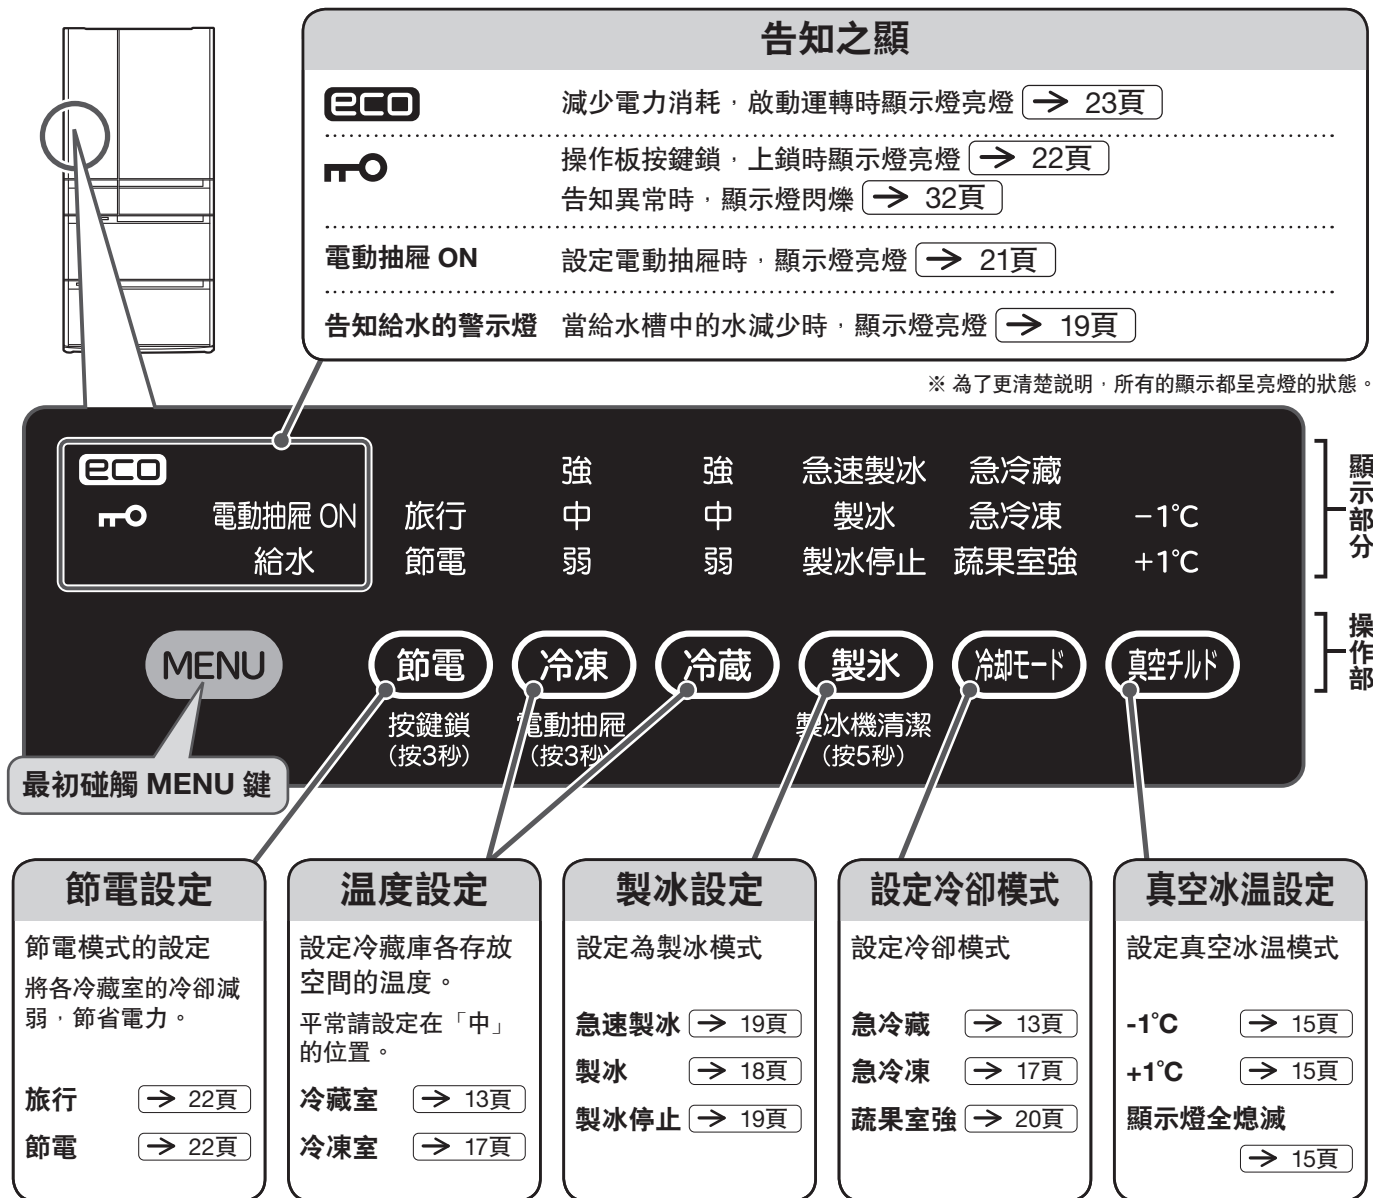 告知之顯
eco 減少電力消耗，啟動運轉時顯示燈亮燈 → 23頁
操作板按鍵鎖，上鎖時顯示燈亮燈 → 22頁
告知異常時，顯示燈閃爍 → 32頁
電動抽屜 ON 設定電動抽屜時，顯示燈亮燈 → 21頁
告知給水的警示燈 當給水槽中的水減少時，顯示燈亮燈 → 19頁
※ 為了更清楚説明，所有的顯示都呈亮燈的狀態。
eco 強 強 急速製冰 急冷藏
電動抽屜 ON 旅行 中 中 製冰 急冷凍 −1℃
給水 節電 弱 弱 製冰停止 蔬果室強 +1℃
顯示部分
MENU 節電 冷凍 冷蔵 製氷 冷却モード 真空チルド
操作部
按鍵鎖 電動抽屜 製冰機清潔
(按3秒) (按3秒) (按5秒)
最初碰觸 MENU 鍵
節電設定
節電模式的設定
將各冷藏室的冷卻減
弱，節省電力。
旅行 → 22頁
節電 → 22頁
温度設定
設定冷藏庫各存放
空間的温度。
平常請設定在「中」
的位置。
冷藏室 → 13頁
冷凍室 → 17頁
製冰設定
設定為製冰模式
急速製冰 → 19頁
製冰 → 18頁
製冰停止 → 19頁
設定冷卻模式
設定冷卻模式
急冷藏 → 13頁
急冷凍 → 17頁
蔬果室強 → 20頁
真空冰温設定
設定真空冰温模式
-1℃ → 15頁
+1℃ → 15頁
顯示燈全熄滅
→ 15頁